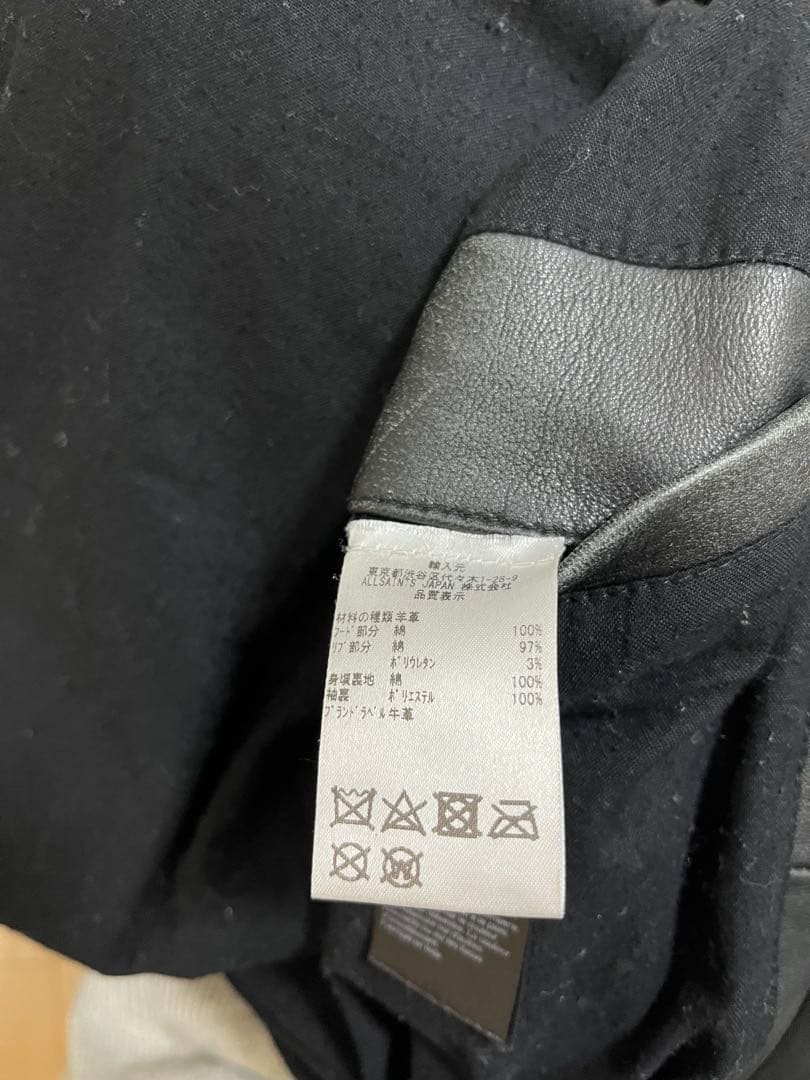 輸入元
東京都渋谷区代々木1-28-9
ALLSAINTS JAPAN 株式会社
品質表示
材料の種類羊革
フード部分 綿 100%
リブ部分 綿 97%
ポリウレタン 3%
身頃裏地 綿 100%
袖裏 ポリエステル 100%
ブランドラベル牛革